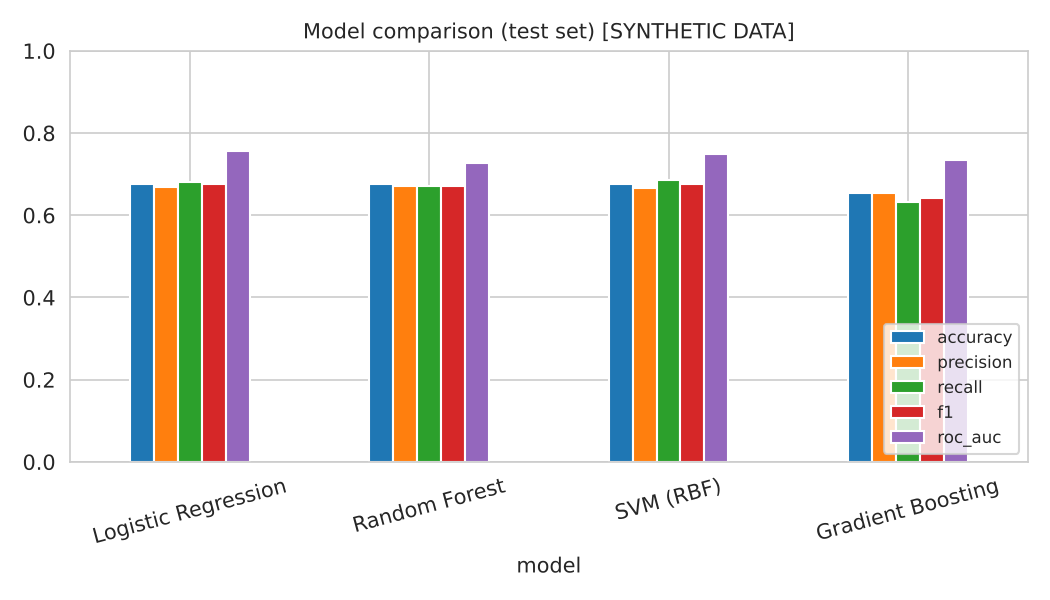 Model comparison (test set) [SYNTHETIC DATA]
1.0
0.8
0.6
0.4
0.2
0.0
accuracy
precision
recall
f1
roc_auc
Logistic Regression
Random Forest
SVM (RBF)
Gradient Boosting
model